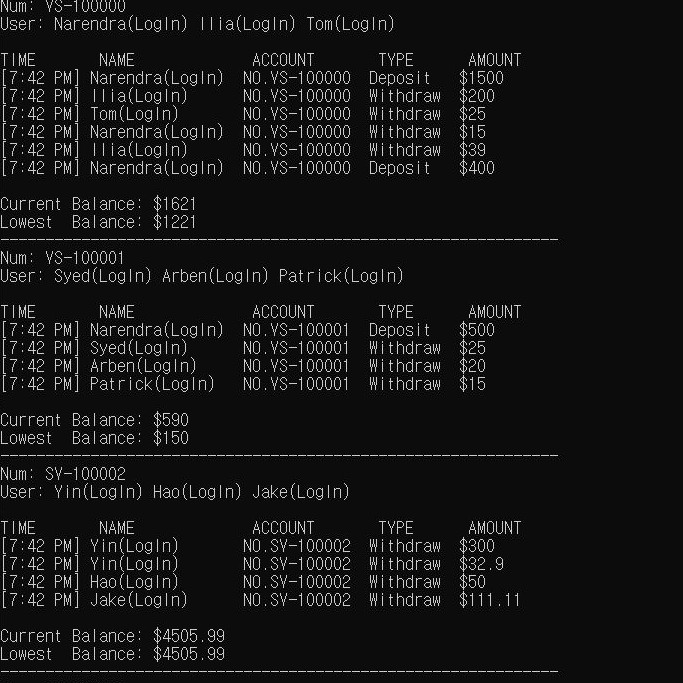 Num: VS-100000
User: Narendra(LogIn) Ilia(LogIn) Tom(LogIn)
TIME NAME ACCOUNT TYPE AMOUNT
[7:42 PM] Narendra(LogIn) NO.VS-100000 Deposit $1500
[7:42 PM] Ilia(LogIn) NO.VS-100000 Withdraw $200
[7:42 PM] Tom(LogIn) NO.VS-100000 Withdraw $25
[7:42 PM] Narendra(LogIn) NO.VS-100000 Withdraw $15
[7:42 PM] Ilia(LogIn) NO.VS-100000 Withdraw $39
[7:42 PM] Narendra(LogIn) NO.VS-100000 Deposit $400
Current Balance: $1621
Lowest Balance: $1221
--------------------------------------------------------------
Num: VS-100001
User: Syed(LogIn) Arben(LogIn) Patrick(LogIn)
TIME NAME ACCOUNT TYPE AMOUNT
[7:42 PM] Narendra(LogIn) NO.VS-100001 Deposit $500
[7:42 PM] Syed(LogIn) NO.VS-100001 Withdraw $25
[7:42 PM] Arben(LogIn) NO.VS-100001 Withdraw $20
[7:42 PM] Patrick(LogIn) NO.VS-100001 Withdraw $15
Current Balance: $590
Lowest Balance: $150
--------------------------------------------------------------
Num: SV-100002
User: Yin(LogIn) Hao(LogIn) Jake(LogIn)
TIME NAME ACCOUNT TYPE AMOUNT
[7:42 PM] Yin(LogIn) NO.SV-100002 Withdraw $300
[7:42 PM] Yin(LogIn) NO.SV-100002 Withdraw $32.9
[7:42 PM] Hao(LogIn) NO.SV-100002 Withdraw $50
[7:42 PM] Jake(LogIn) NO.SV-100002 Withdraw $111.11
Current Balance: $4505.99
Lowest Balance: $4505.99
--------------------------------------------------------------